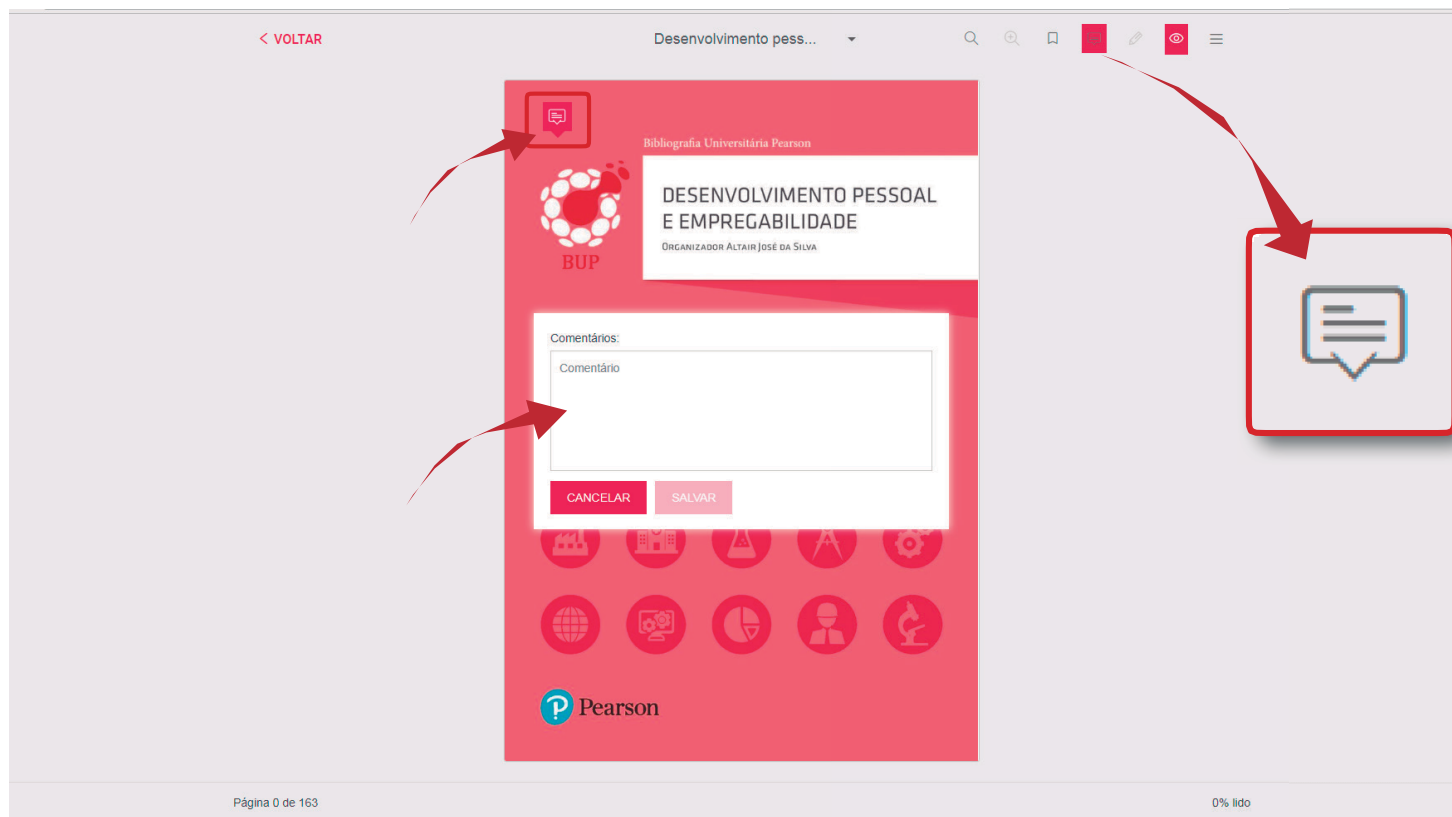 < VOLTAR
Desenvolvimento pess...
Bibliografia Universitária Pearson
DESENVOLVIMENTO PESSOAL
E EMPREGABILIDADE
Organizador Altair José da Silva
BUP
Comentários:
Comentário
CANCELAR
SALVAR
Pearson
Página 0 de 163
0% lido